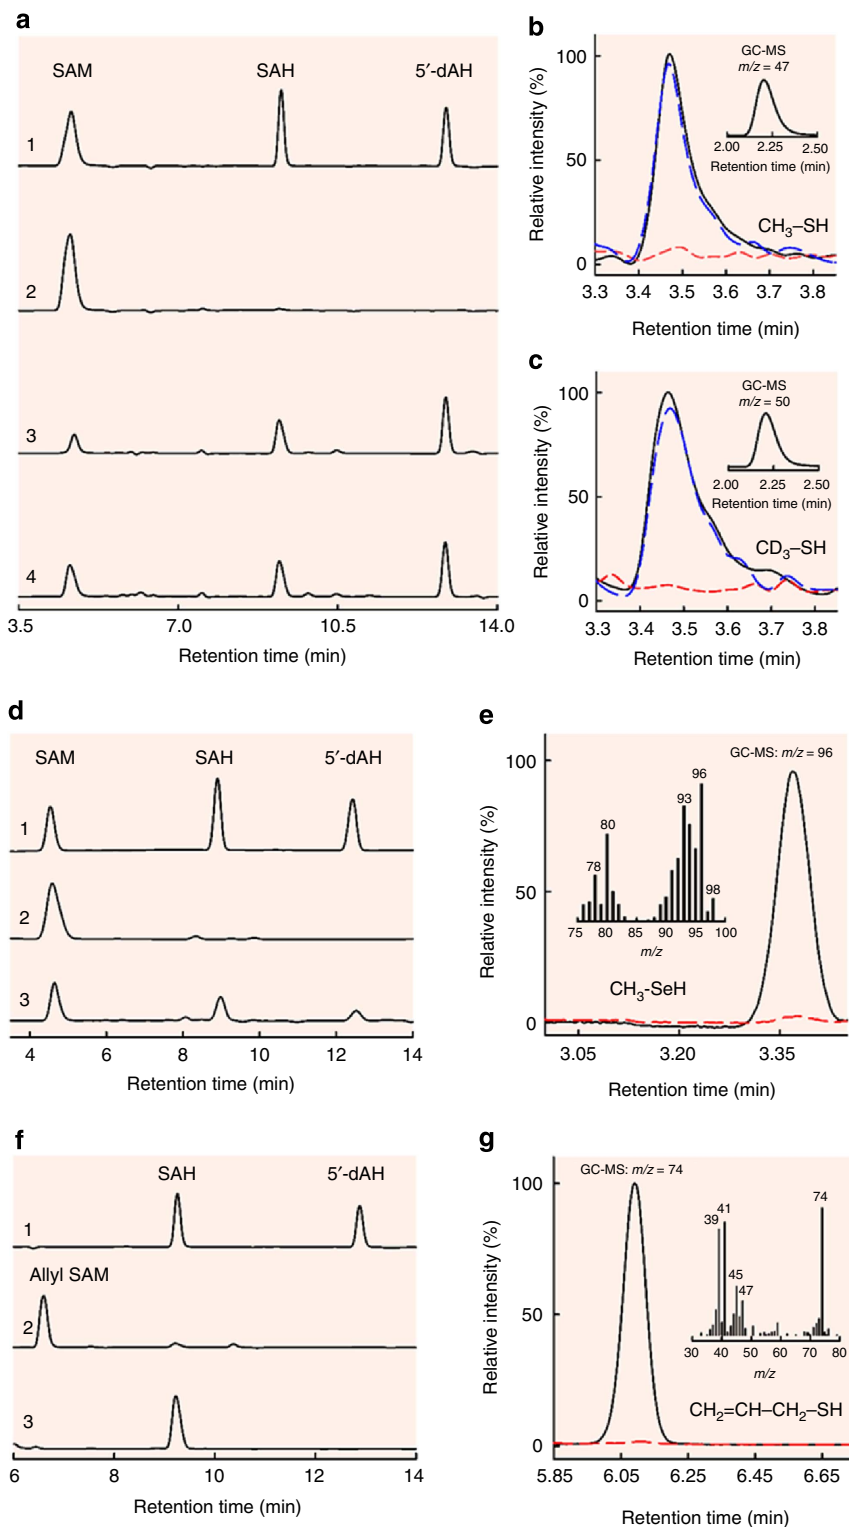 a
SAM SAH 5′-dAH
1
2
3
4
3.5 7.0 10.5 14.0
Retention time (min)
b
Relative intensity (%)
100
50
0
GC-MS
m/z = 47
2.00 2.25 2.50
Retention time (min)
CH3–SH
3.3 3.4 3.5 3.6 3.7 3.8
Retention time (min)
c
Relative intensity (%)
100
50
0
GC-MS
m/z = 50
2.00 2.25 2.50
Retention time (min)
CD3–SH
3.3 3.4 3.5 3.6 3.7 3.8
Retention time (min)
d
SAM SAH 5′-dAH
1
2
3
4 6 8 10 12 14
Retention time (min)
e
Relative intensity (%)
100
50
0
GC-MS: m/z = 96
96
93
80
78
98
75 80 85 90 95 100
m/z
CH3-SeH
3.05 3.20 3.35
Retention time (min)
f
SAH 5′-dAH
1
Allyl SAM
2
3
6 8 10 12 14
Retention time (min)
g
Relative intensity (%)
100
50
0
GC-MS: m/z = 74
74
41
39
45
47
30 40 50 60 70 80
m/z
CH2=CH–CH2–SH
5.85 6.05 6.25 6.45 6.65
Retention time (min)